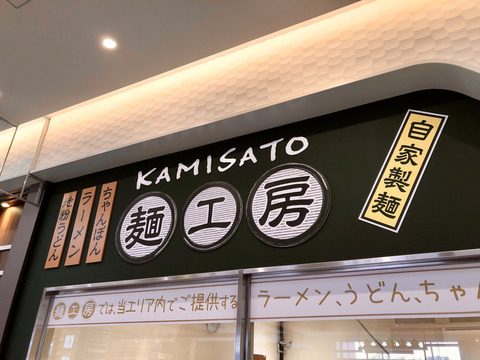 KAMISATO
麺工房
自家製麺
ちゃんぽん
ラーメン
地粉うどん
麺工房では、当エリア内でご提供する
ラーメン、うどん、ちゃ